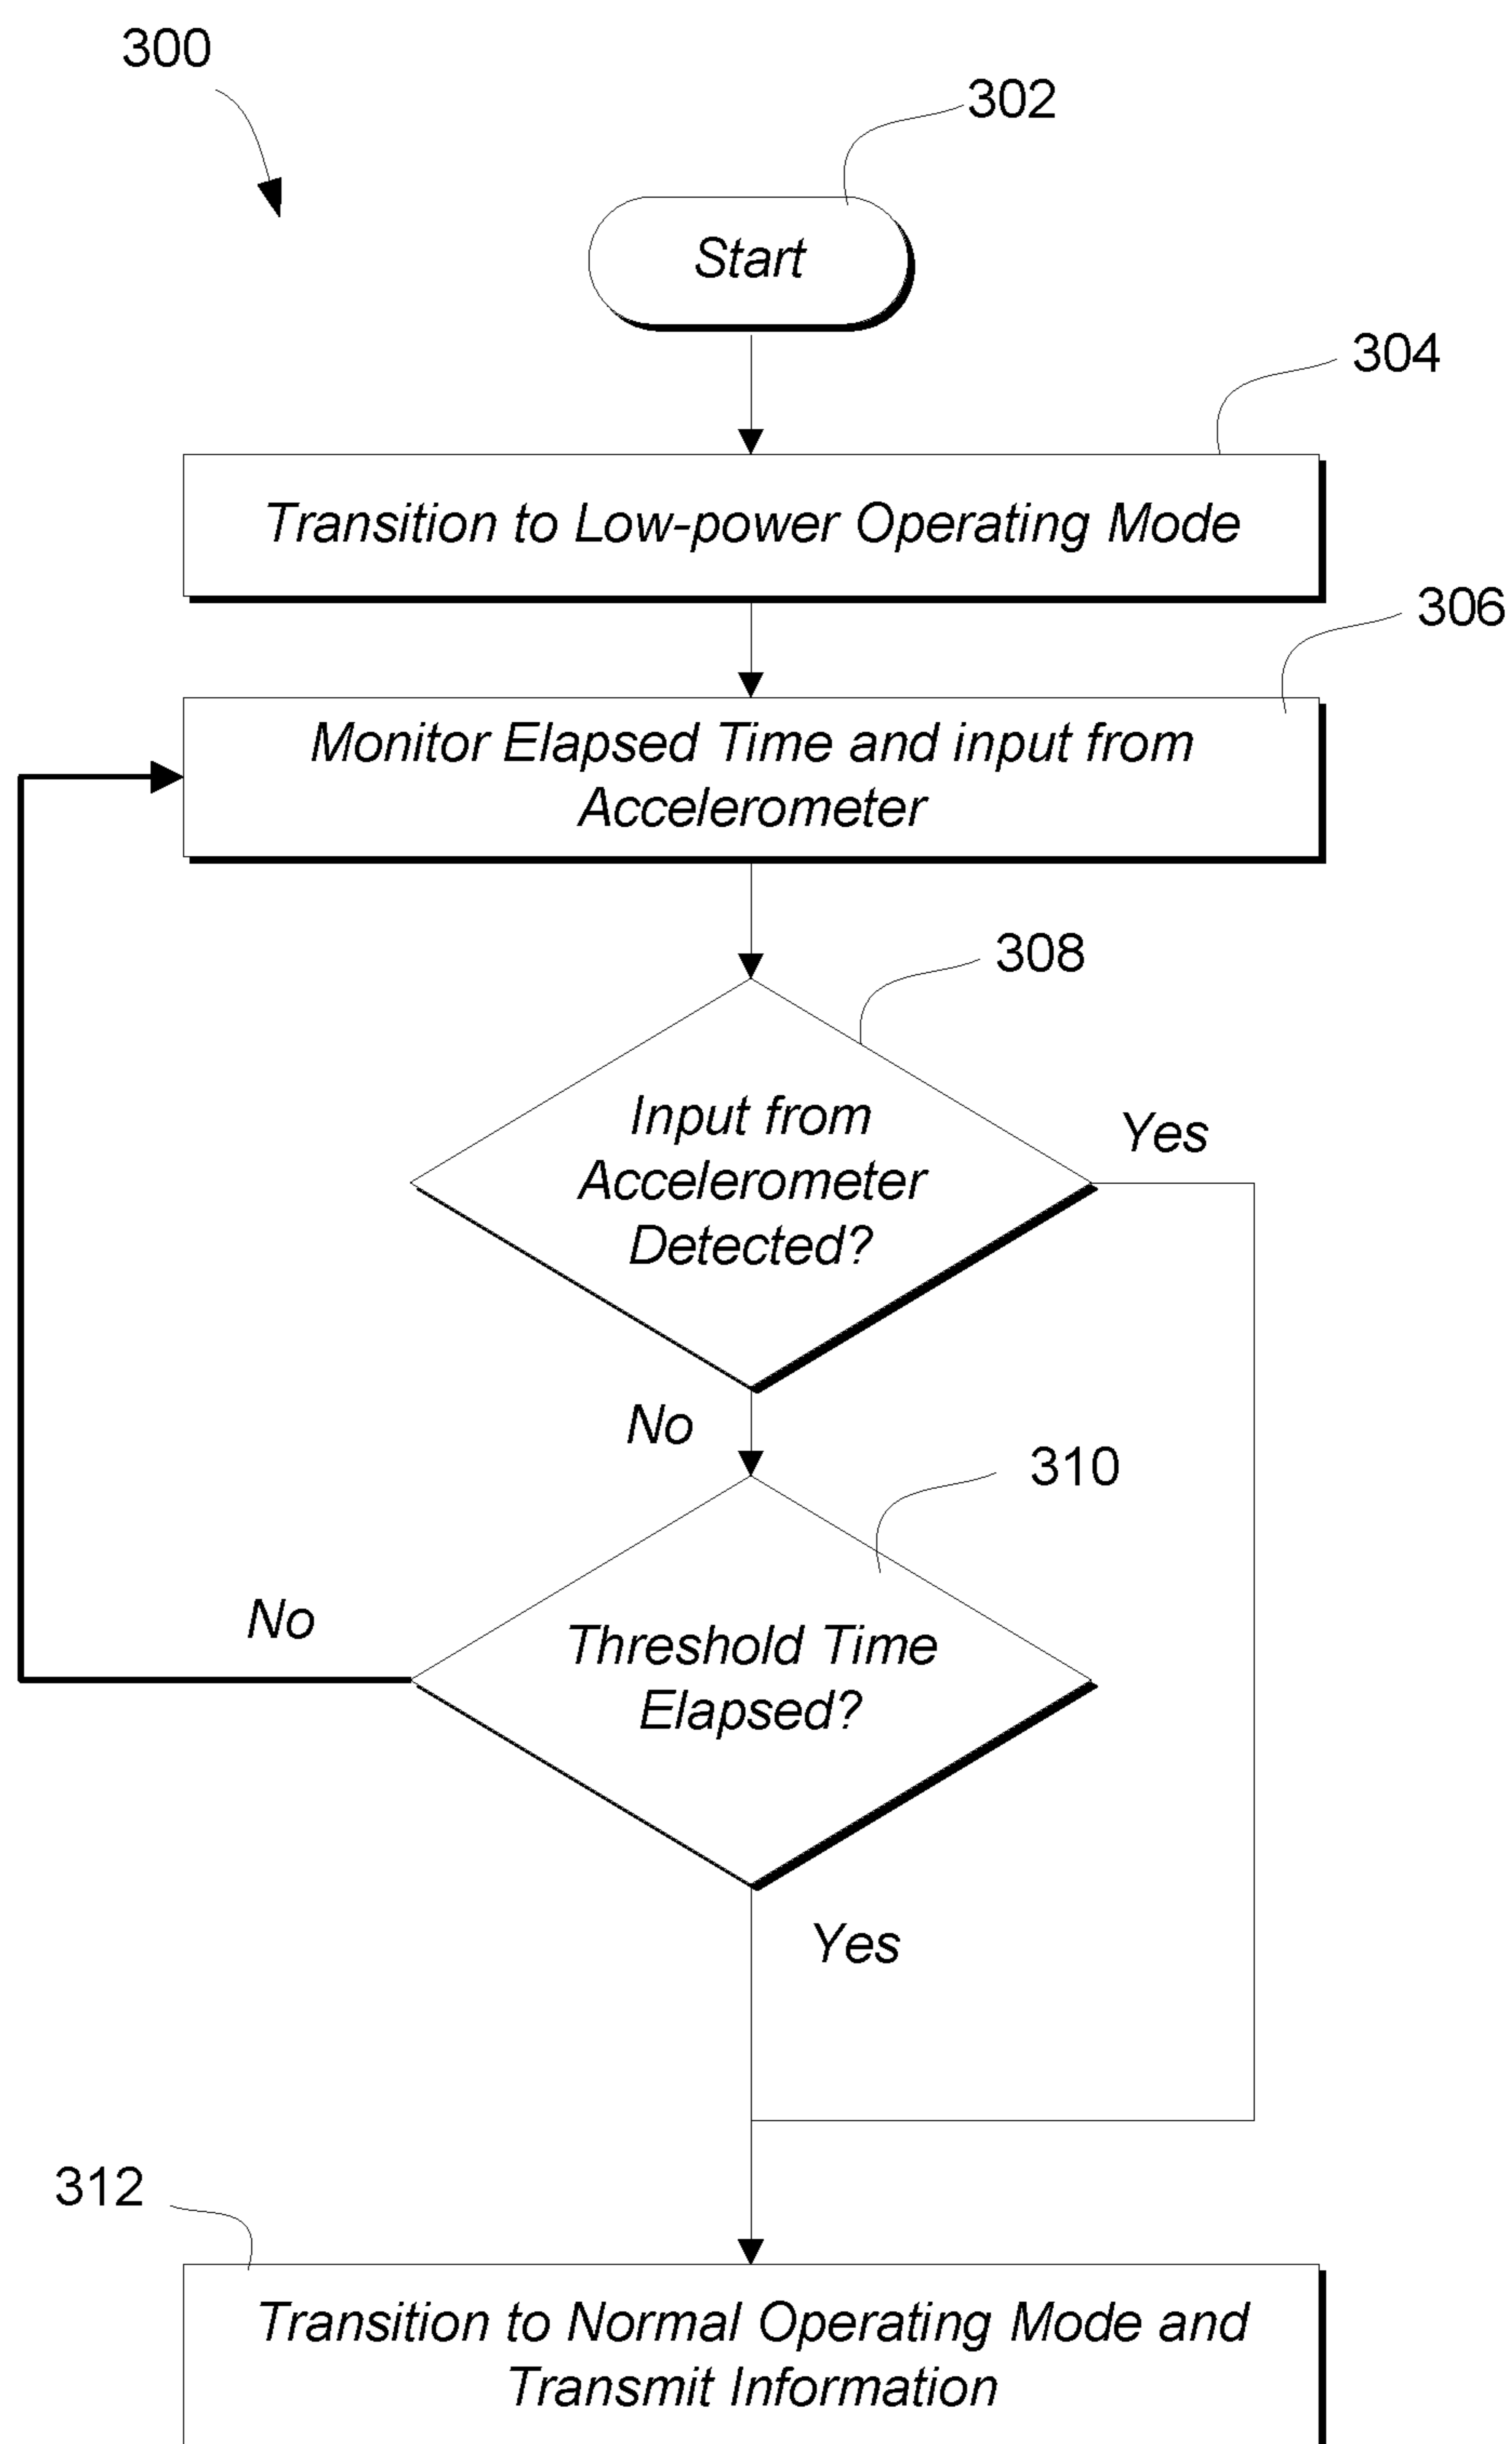 300
302
Start
304
Transition to Low-power Operating Mode
306
Monitor Elapsed Time and input from
Accelerometer
308
Input from
Accelerometer
Detected?
Yes
No
310
No
Threshold Time
Elapsed?
Yes
312
Transition to Normal Operating Mode and
Transmit Information